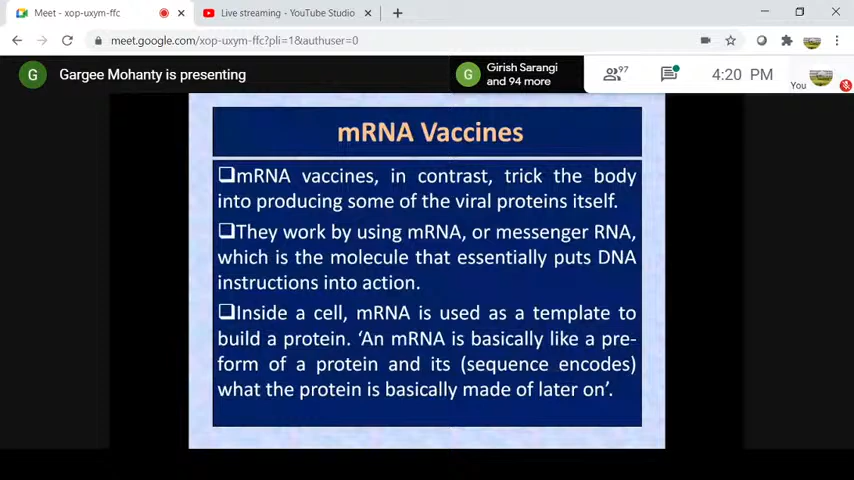 Meet - xop-uxym-ffc
Live streaming - YouTube Studio
meet.google.com/xop-uxym-ffc?pli=1&authuser=0
G
Gargee Mohanty is presenting
G
Girish Sarangi
and 94 more
97
4:20 PM
You
mRNA Vaccines
❑mRNA vaccines, in contrast, trick the body
into producing some of the viral proteins itself.
❑They work by using mRNA, or messenger RNA,
which is the molecule that essentially puts DNA
instructions into action.
❑Inside a cell, mRNA is used as a template to
build a protein. ‘An mRNA is basically like a pre-
form of a protein and its (sequence encodes)
what the protein is basically made of later on’.